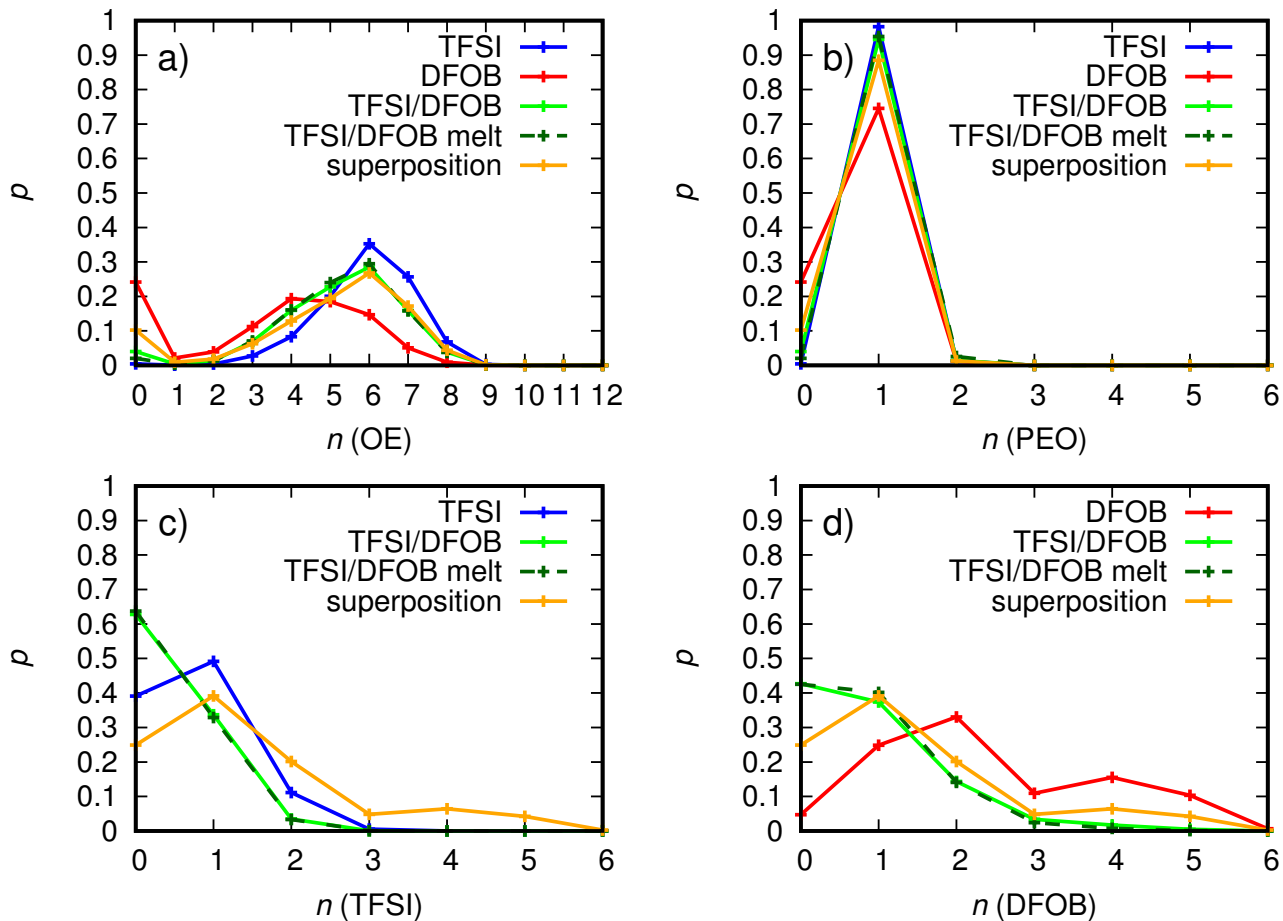 p
1
0.9
0.8
0.7
0.6
0.5
0.4
0.3
0.2
0.1
0
a)
TFSI
DFOB
TFSI/DFOB
TFSI/DFOB melt
superposition
0 1 2 3 4 5 6 7 8 9 10 11 12
n (OE)
p
1
0.9
0.8
0.7
0.6
0.5
0.4
0.3
0.2
0.1
0
b)
TFSI
DFOB
TFSI/DFOB
TFSI/DFOB melt
superposition
0 1 2 3 4 5 6
n (PEO)
p
1
0.9
0.8
0.7
0.6
0.5
0.4
0.3
0.2
0.1
0
c)
TFSI
TFSI/DFOB
TFSI/DFOB melt
superposition
0 1 2 3 4 5 6
n (TFSI)
p
1
0.9
0.8
0.7
0.6
0.5
0.4
0.3
0.2
0.1
0
d)
DFOB
TFSI/DFOB
TFSI/DFOB melt
superposition
0 1 2 3 4 5 6
n (DFOB)